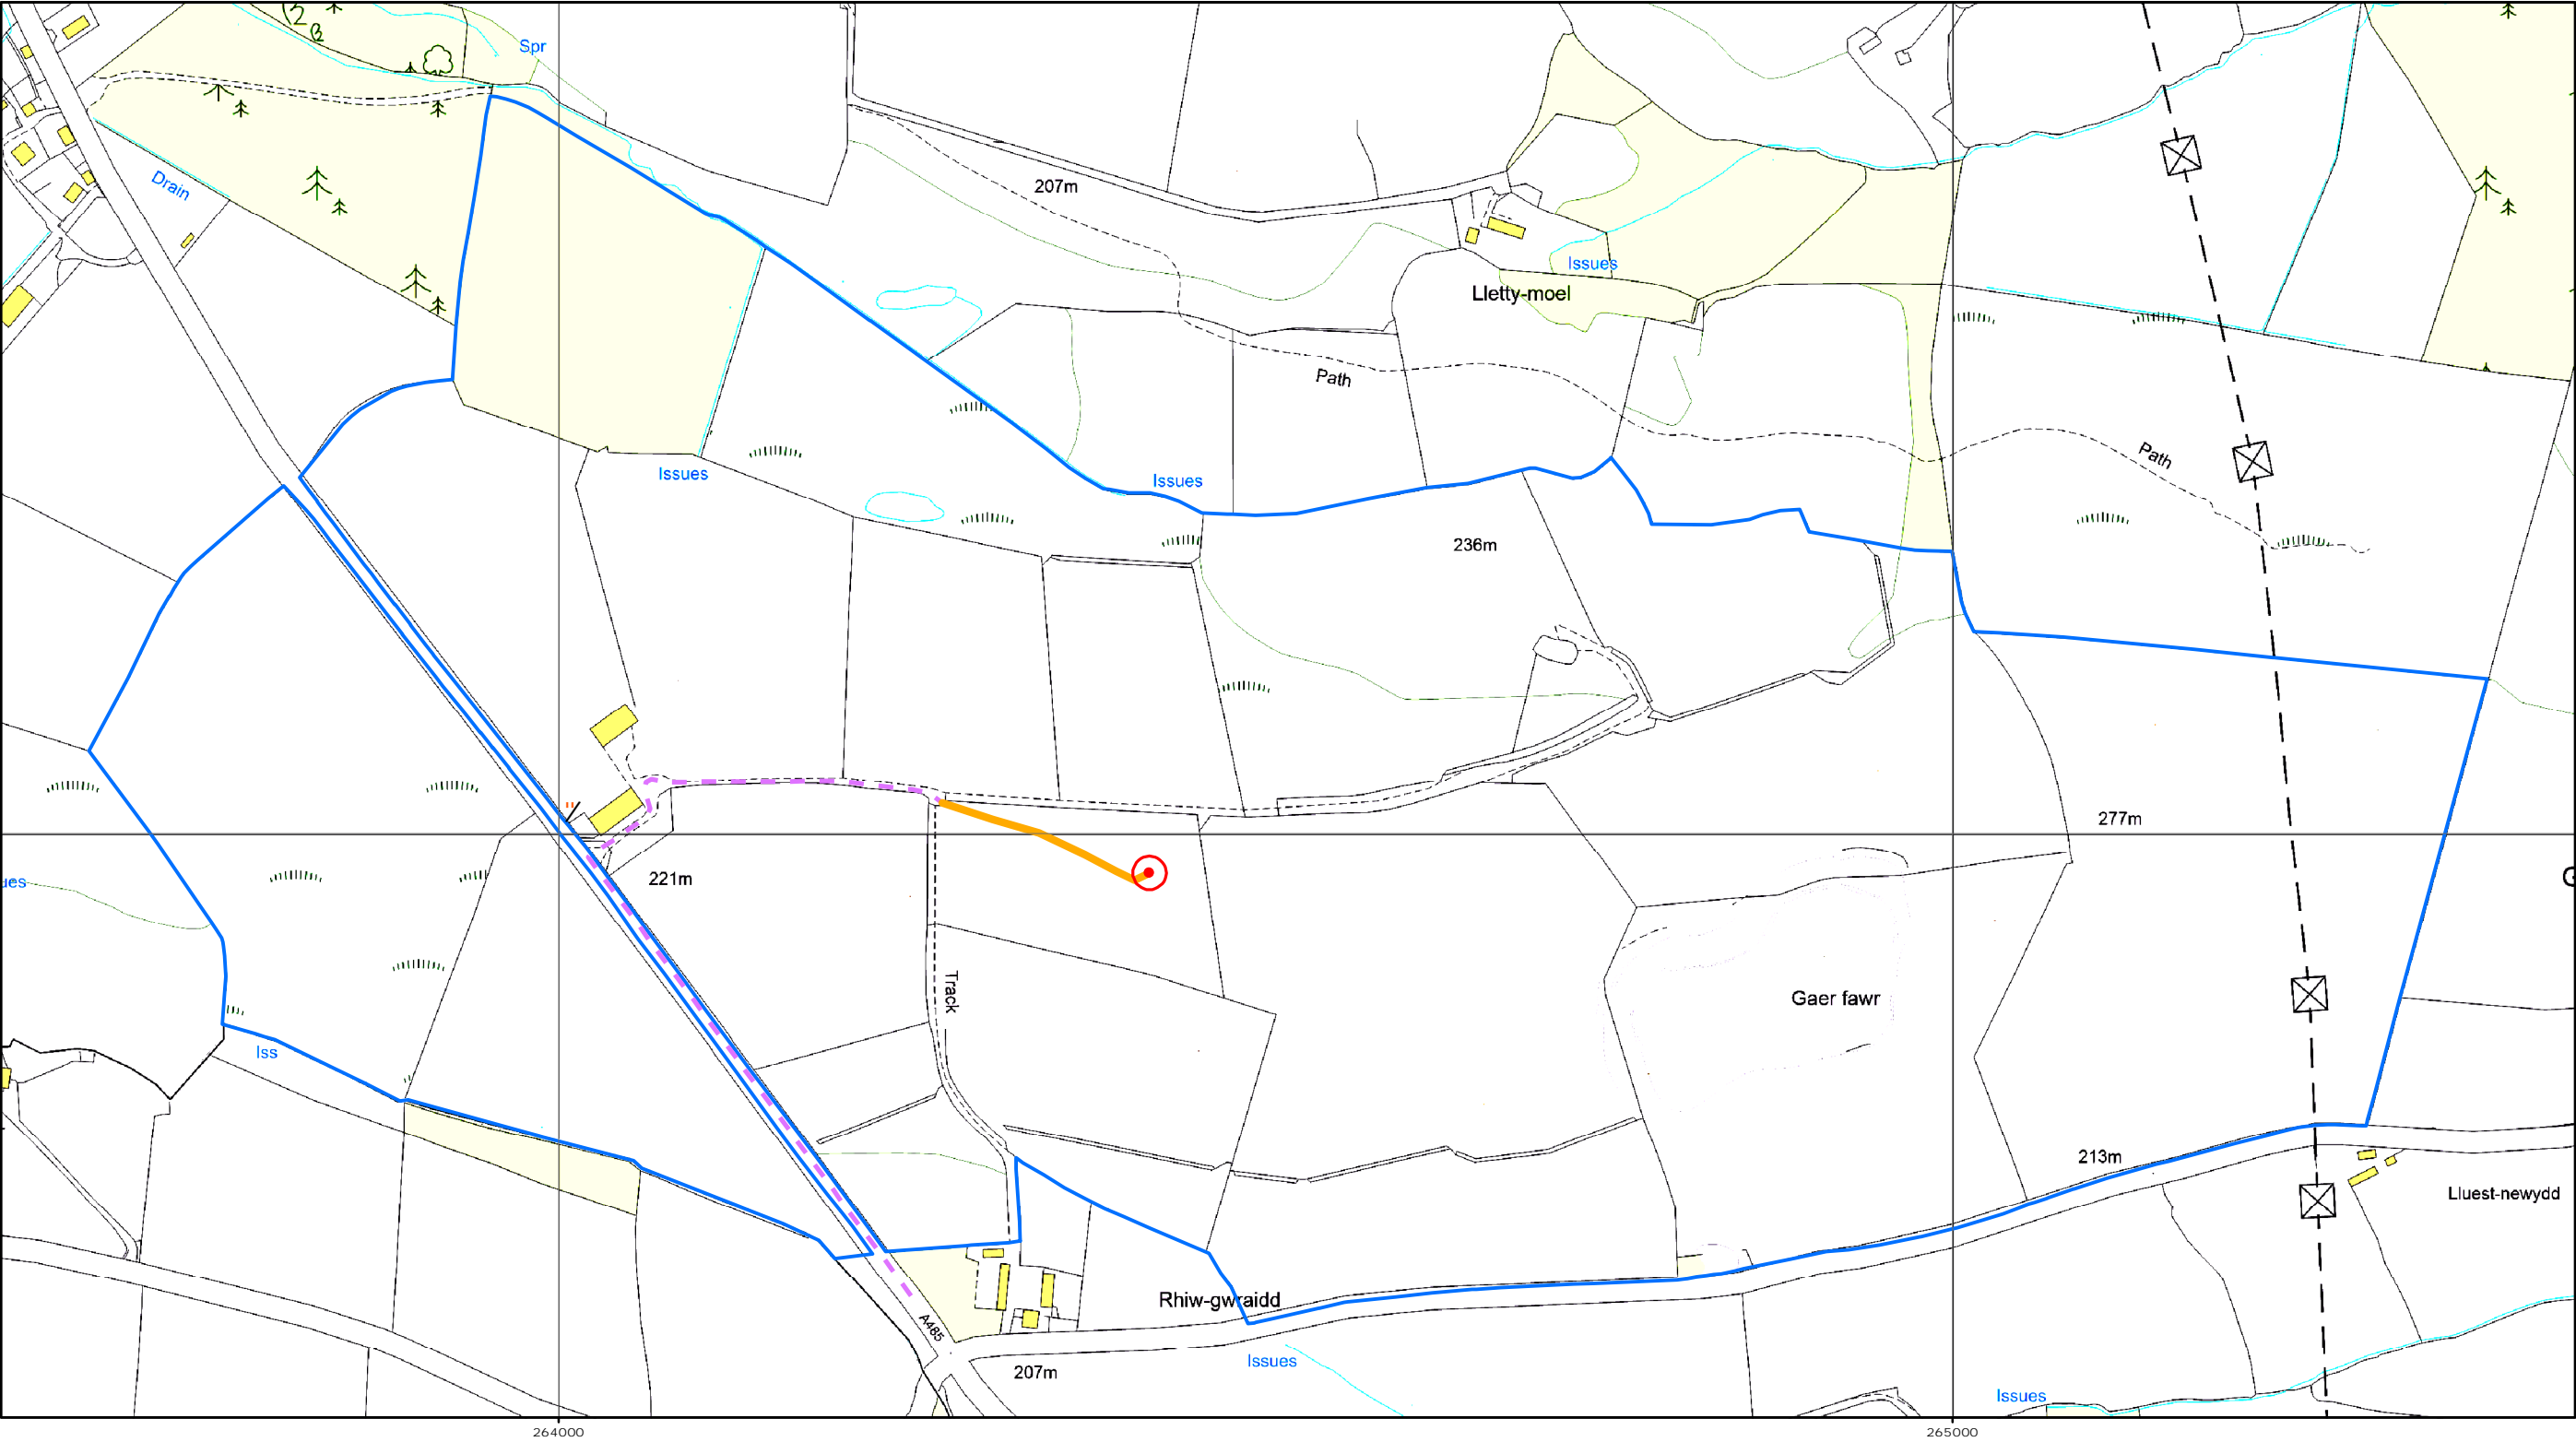 Spr
Drain
207m
Issues
Lletty-moel
Path
Path
Issues
Issues
236m
277m
221m
Track
Gaer fawr
Iss
213m
Lluest-newydd
Rhiw-gwraidd
A485
Issues
207m
Issues
264000
265000